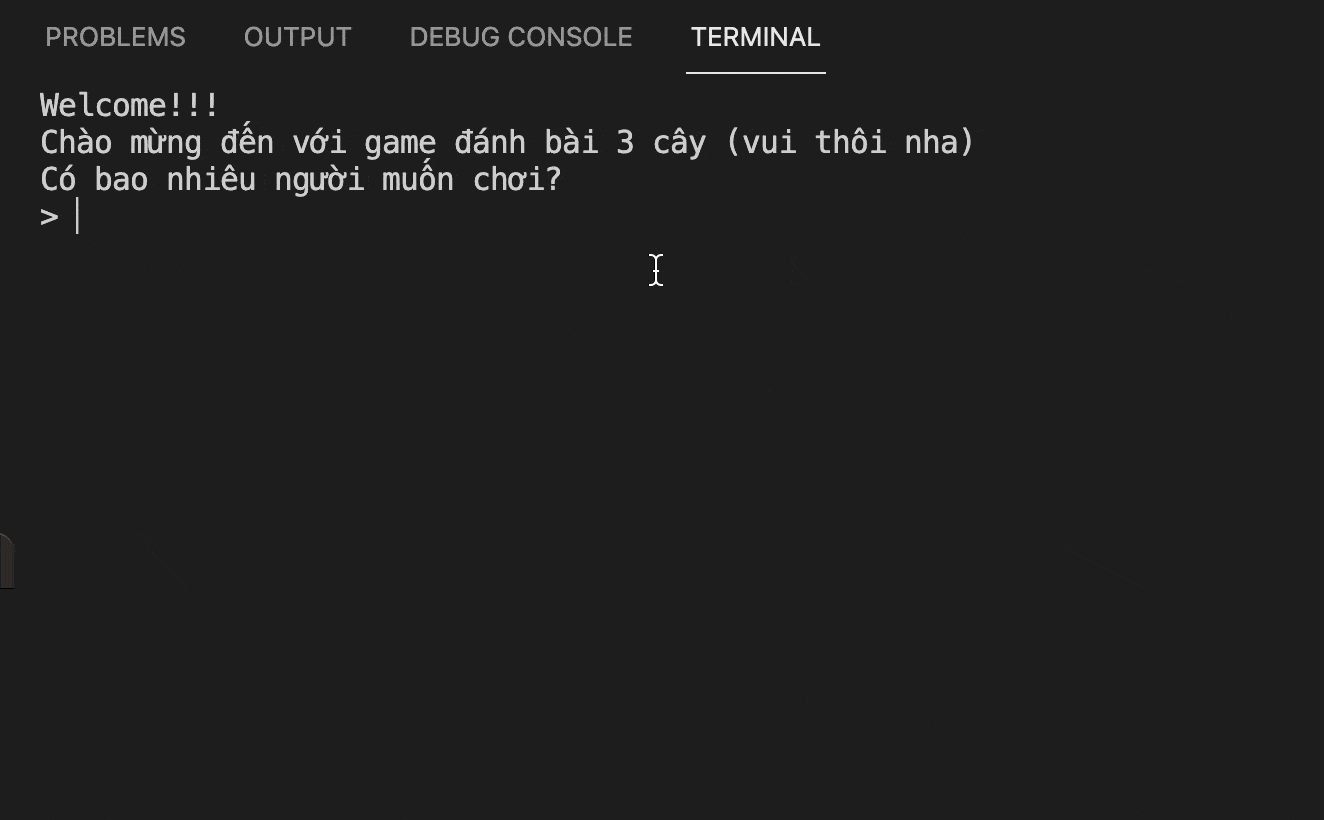 PROBLEMS OUTPUT DEBUG CONSOLE TERMINAL
Welcome!!!
Chào mừng đến với game đánh bài 3 cây (vui thôi nha)
Có bao nhiêu người muốn chơi?
>